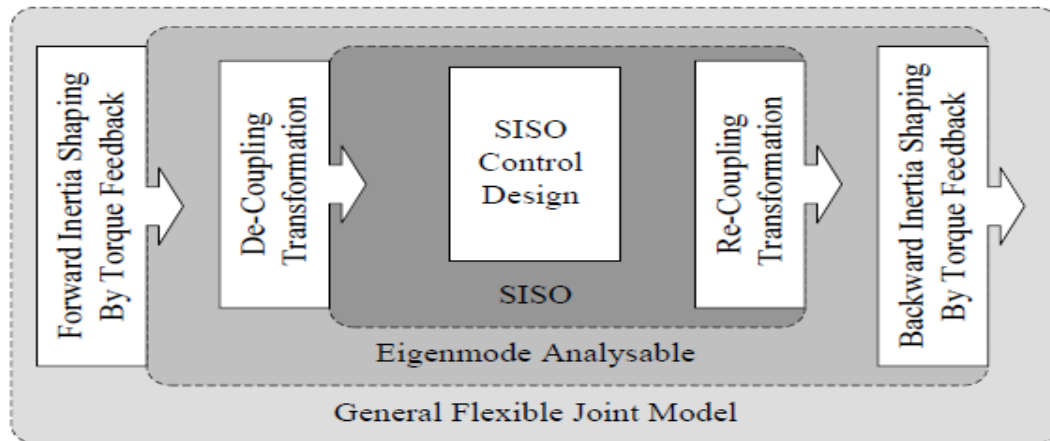 Forward Inertia Shaping
By Torque Feedback
De-Coupling
Transformation
SISO
Control
Design
Re-Coupling
Transformation
Backward Inertia Shaping
By Torque Feedback
SISO
Eigenmode Analysable
General Flexible Joint Model